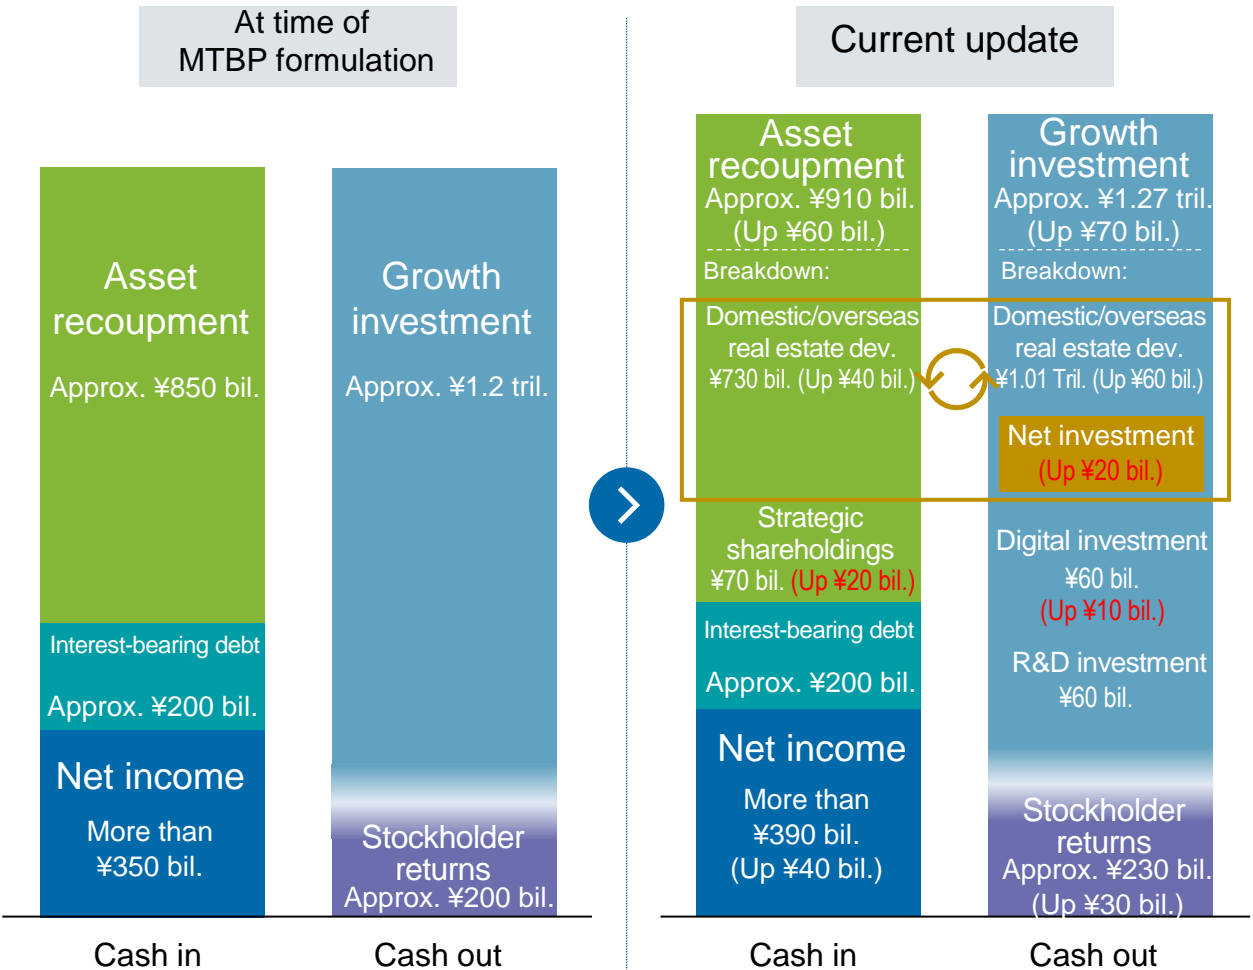 At time of
MTBP formulation
Asset
recoupment
Approx. ¥850 bil.
Interest-bearing debt
Approx. ¥200 bil.
Net income
More than
¥350 bil.
Cash in
Growth
investment
Approx. ¥1.2 tril.
Stockholder
returns
Approx. ¥200 bil.
Cash out
Current update
Asset
recoupment
Approx. ¥910 bil.
(Up ¥60 bil.)
Breakdown:
Domestic/overseas
real estate dev.
¥730 bil. (Up ¥40 bil.)
Strategic
shareholdings
¥70 bil. (Up ¥20 bil.)
Interest-bearing debt
Approx. ¥200 bil.
Net income
More than
¥390 bil.
(Up ¥40 bil.)
Cash in
Growth
investment
Approx. ¥1.27 tril.
(Up ¥70 bil.)
Breakdown:
Domestic/overseas
real estate dev.
¥1.01 Tril. (Up ¥60 bil.)
Net investment
(Up ¥20 bil.)
Digital investment
¥60 bil.
(Up ¥10 bil.)
R&D investment
¥60 bil.
Stockholder
returns
Approx. ¥230 bil.
(Up ¥30 bil.)
Cash out